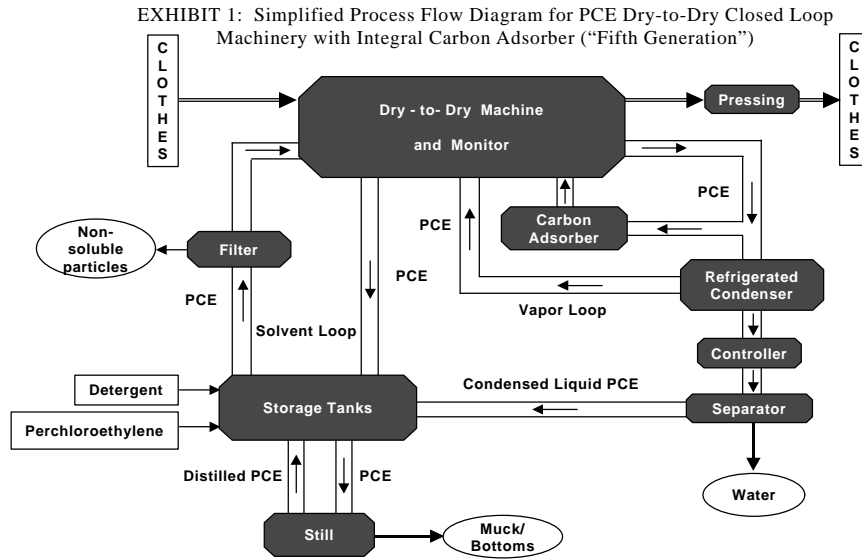 EXHIBIT 1: Simplified Process Flow Diagram for PCE Dry-to-Dry Closed Loop
Machinery with Integral Carbon Adsorber (“Fifth Generation”)
CLOTHES
Dry - to- Dry Machine
and Monitor
Pressing
CLOTHES
PCE
PCE
Carbon
Adsorber
Non-
soluble
particles
Filter
PCE
PCE
Refrigerated
Condenser
Vapor Loop
Solvent Loop
Controller
Detergent
Perchloroethylene
Storage Tanks
Condensed Liquid PCE
Separator
Distilled PCE
PCE
Water
Still
Muck/
Bottoms